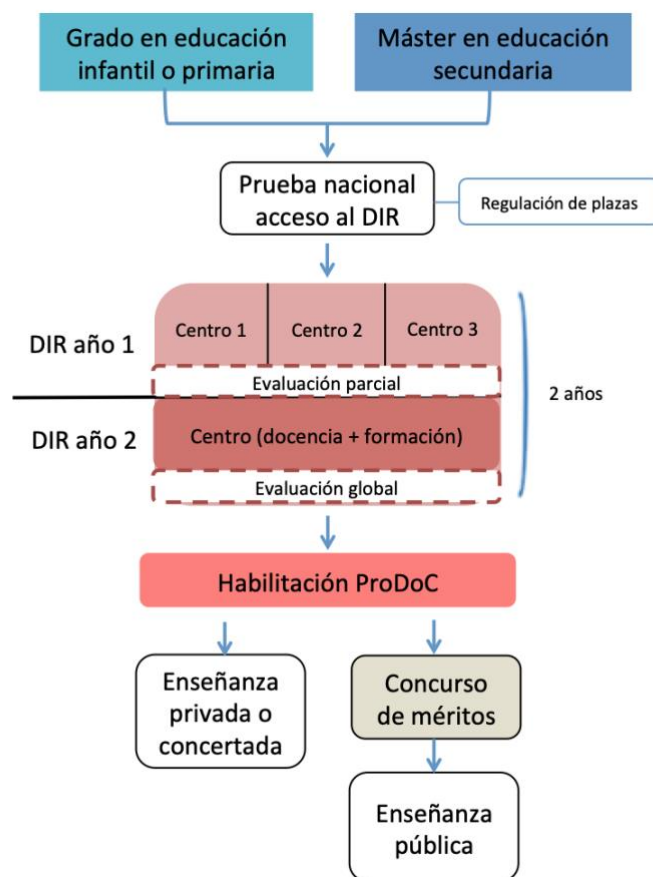 Grado en educación
infantil o primaria
Máster en educación
secundaria
Prueba nacional
acceso al DIR
Regulación de plazas
DIR año 1
Centro 1
Centro 2
Centro 3
Evaluación parcial
2 años
DIR año 2
Centro (docencia + formación)
Evaluación global
Habilitación ProDoC
Enseñanza
privada o
concertada
Concurso
de méritos
Enseñanza
pública